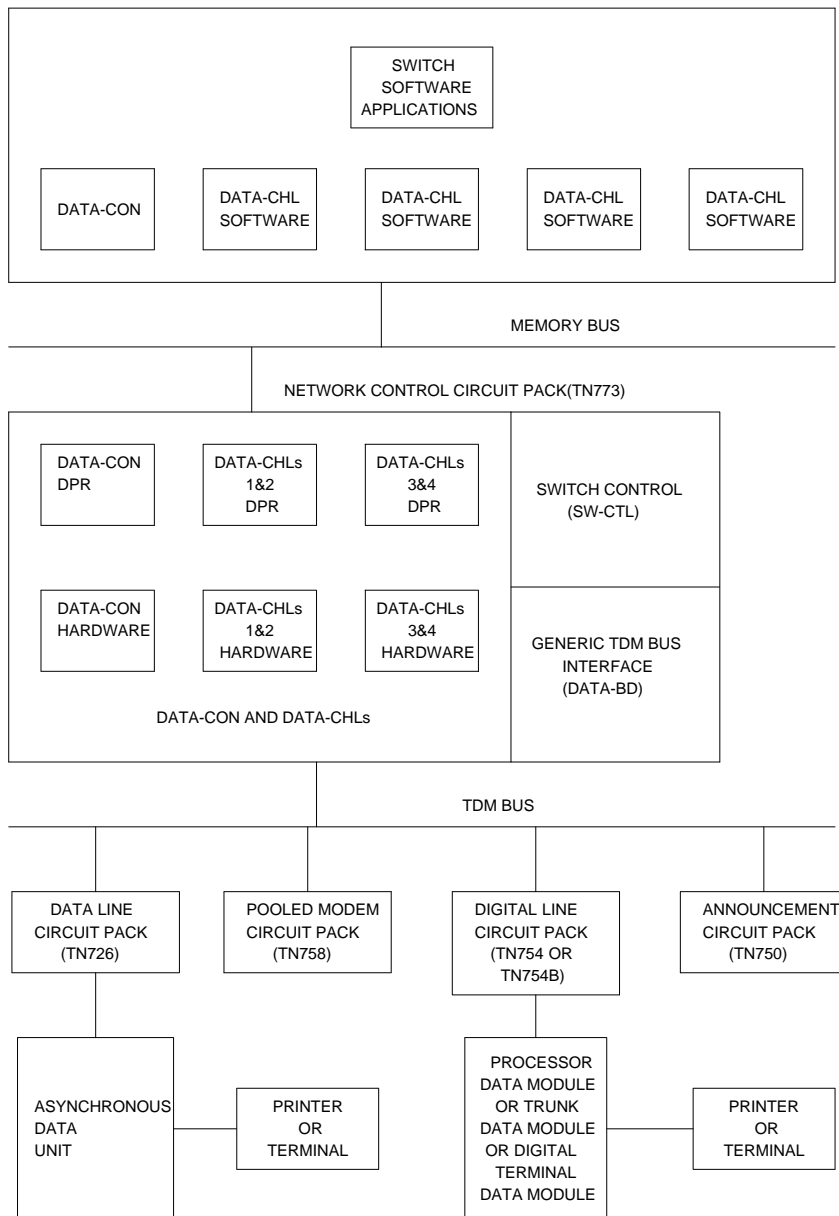 SWITCH
SOFTWARE
APPLICATIONS
DATA-CON
DATA-CHL
SOFTWARE
DATA-CHL
SOFTWARE
DATA-CHL
SOFTWARE
DATA-CHL
SOFTWARE
MEMORY BUS
NETWORK CONTROL CIRCUIT PACK(TN773)
DATA-CON
DPR
DATA-CHLs
1&2
DPR
DATA-CHLs
3&4
DPR
SWITCH CONTROL
(SW-CTL)
DATA-CON
HARDWARE
DATA-CHLs
1&2
HARDWARE
DATA-CHLs
3&4
HARDWARE
GENERIC TDM BUS
INTERFACE
(DATA-BD)
DATA-CON AND DATA-CHLs
TDM BUS
DATA LINE
CIRCUIT PACK
(TN726)
POOLED MODEM
CIRCUIT PACK
(TN758)
DIGITAL LINE
CIRCUIT PACK
(TN754 OR
TN754B)
ANNOUNCEMENT
CIRCUIT PACK
(TN750)
ASYNCHRONOUS
DATA
UNIT
PRINTER
OR
TERMINAL
PROCESSOR
DATA MODULE
OR TRUNK
DATA MODULE
OR DIGITAL
TERMINAL
DATA MODULE
PRINTER
OR
TERMINAL